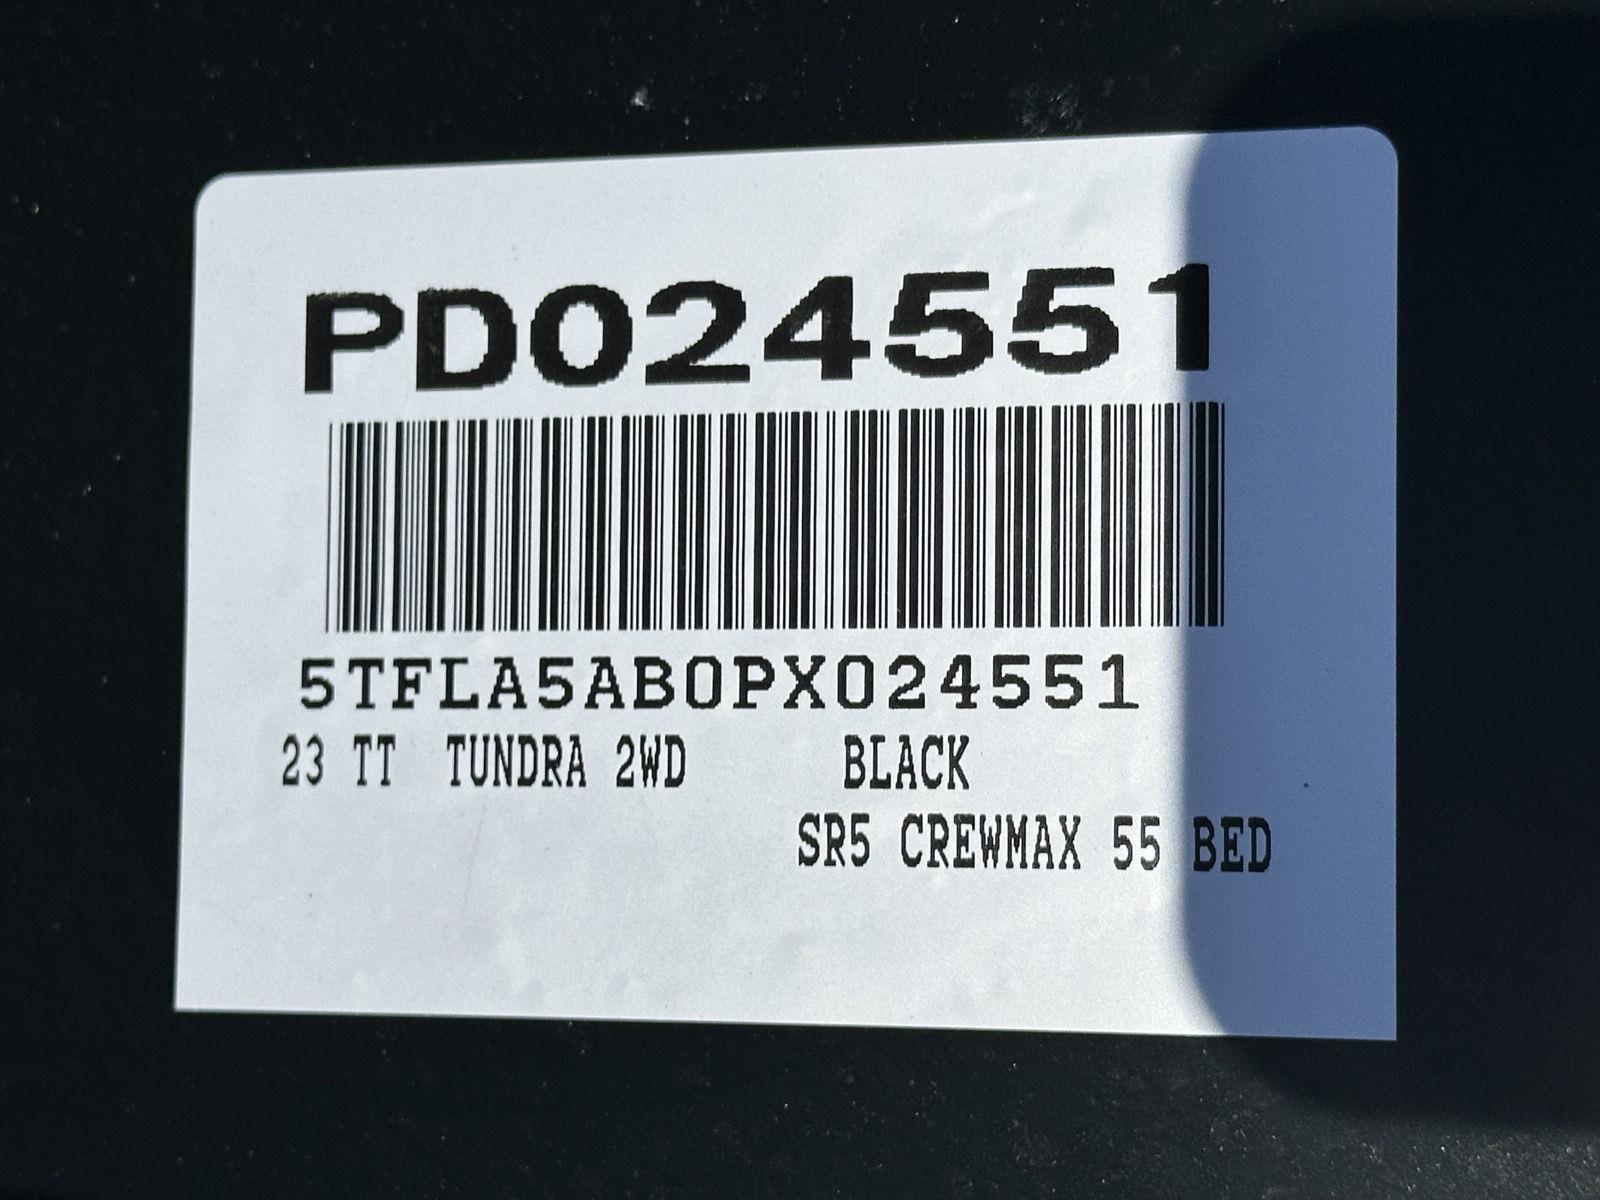 PD024551
5TFLA5AB0PX024551
23 TT TUNDRA 2WD BLACK
SR5 CREWMAX 55 BED